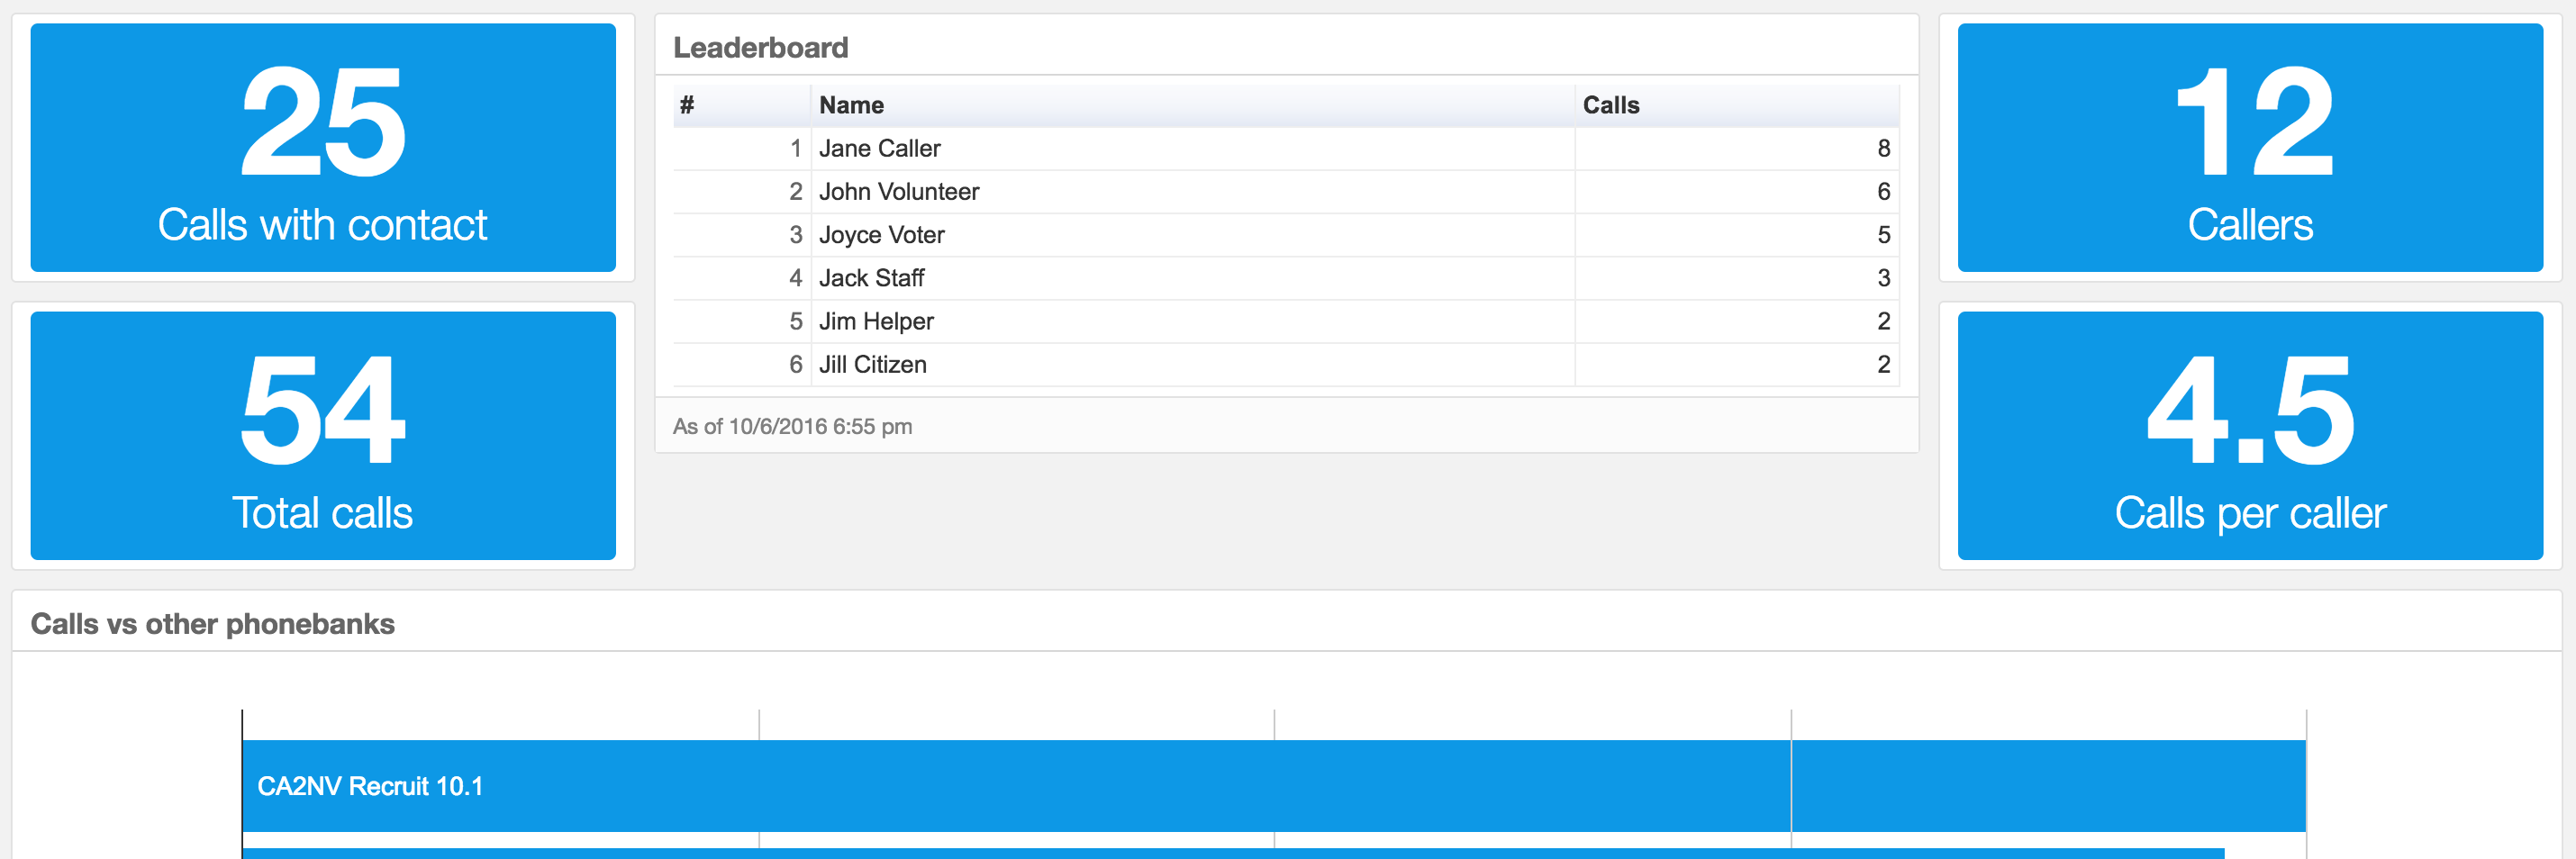 25
Calls with contact
54
Total calls
Leaderboard
# Name Calls
1 Jane Caller 8
2 John Volunteer 6
3 Joyce Voter 5
4 Jack Staff 3
5 Jim Helper 2
6 Jill Citizen 2
As of 10/6/2016 6:55 pm
12
Callers
4.5
Calls per caller
Calls vs other phonebanks
CA2NV Recruit 10.1